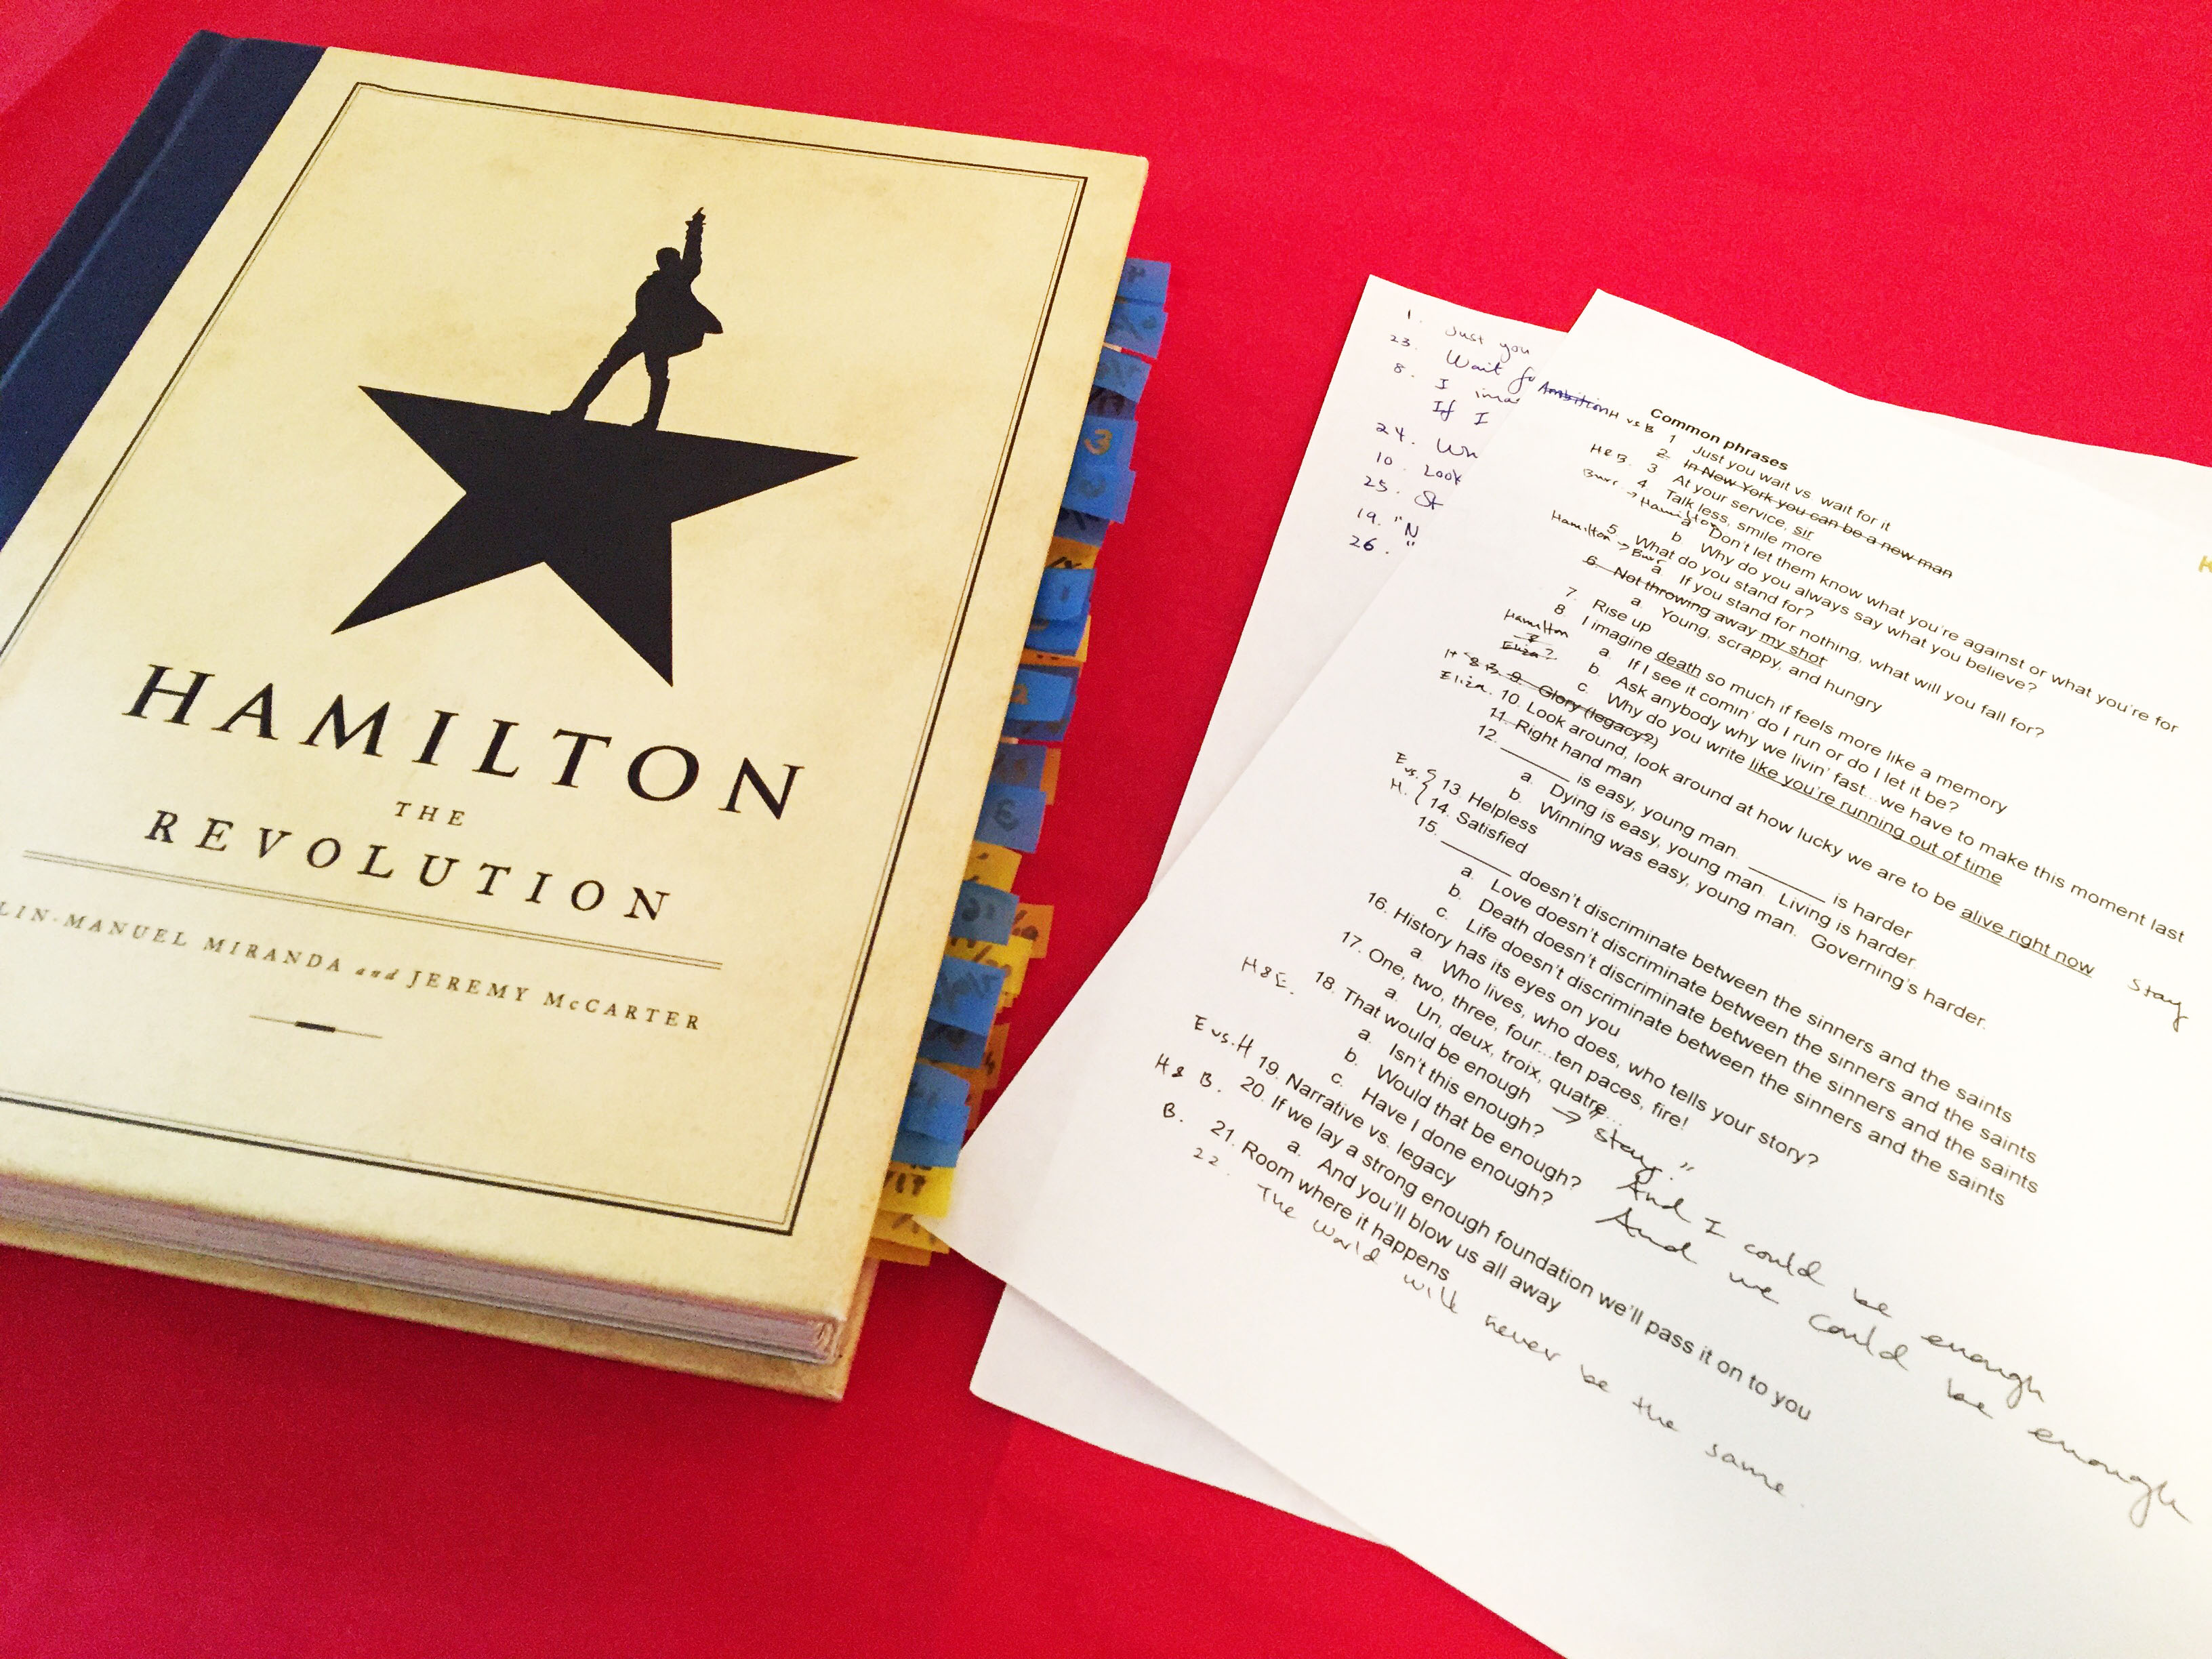 HAMILTON
THE
REVOLUTION
LIN-MANUEL MIRANDA and JEREMY McCARTER
1. Just you
23. Wait fo
8. I ima
If I
24. Wh
10. Look
25. St
19. "N
26. "
Common phrases
Ambition H vs B 1 Just you wait vs. wait for it
2 In New York you can be a new man
H&B. 3 At your service, sir
Burr → Hamilton 4 Talk less, smile more
a Don't let them know what you're against or what you're for
b Why do you always say what you believe?
Hamilton → Burr 5. What do you stand for?
a If you stand for nothing, what will you fall for?
6. Not throwing away my shot
a. Young, scrappy, and hungry
7. Rise up
8 I imagine death so much if feels more like a memory
Hamilton
Eliza?
a. If I see it comin' do I run or do I let it be?
b. Ask anybody why we livin' fast...we have to make this moment last
c. Why do you write like you're running out of time
H & B 9. Glory (legacy?)
Eliza. 10. Look around, look around at how lucky we are to be alive right now stay
11. Right hand man
12. ______ is easy, young man. ______ is harder
a Dying is easy, young man. Living is harder.
b. Winning was easy, young man. Governing's harder.
E vs. H. { 13 Helpless
14. Satisfied
15. ______ doesn't discriminate between the sinners and the saints
a. Love doesn't discriminate between the sinners and the saints
b. Death doesn't discriminate between the sinners and the saints
c. Life doesn't discriminate between the sinners and the saints
16. History has its eyes on you
a Who lives, who does, who tells your story?
17. One, two, three, four...ten paces, fire!
a. Un, deux, troix, quatre...
H & E. 18. That would be enough → "stay."
a. Isn't this enough?
b. Would that be enough? And I could be enough
c. Have I done enough? And we could be enough
E vs. H 19. Narrative vs. legacy
H & B. 20. If we lay a strong enough foundation we'll pass it on to you
a. And you'll blow us all away
B. 21. Room where it happens
22. The world will never be the same.